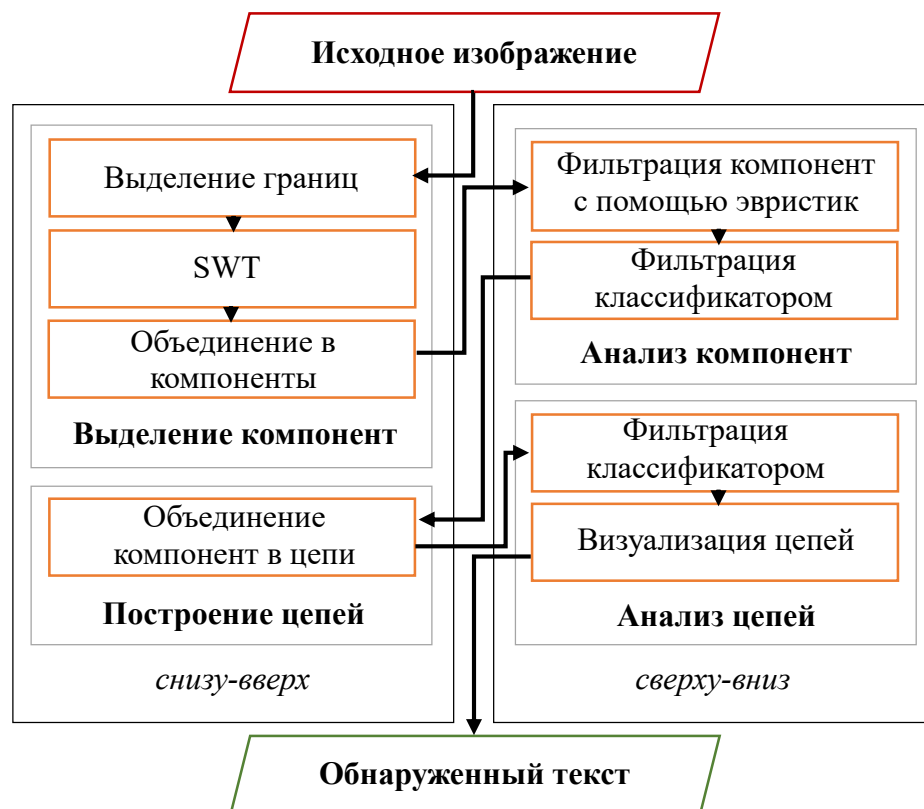 Исходное изображение
Выделение границ
SWT
Объединение в
компоненты
Выделение компонент
Объединение
компонент в цепи
Построение цепей
снизу-вверх
Фильтрация компонент
с помощью эвристик
Фильтрация
классификатором
Анализ компонент
Фильтрация
классификатором
Визуализация цепей
Анализ цепей
сверху-вниз
Обнаруженный текст